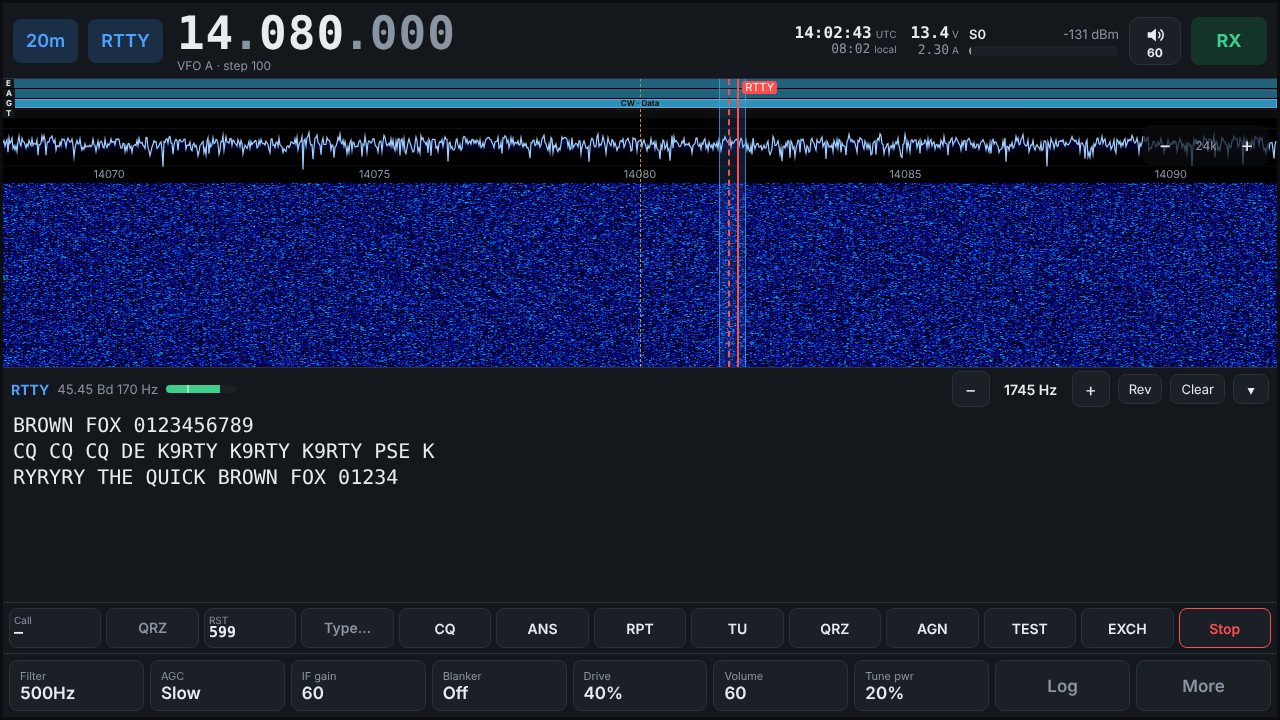 20m
RTTY
14.080.000
VFO A · step 100
14:02:43 UTC
08:02 local
13.4 V
2.30 A
S0
-131 dBm
60
RX
E
A
G
T
CW · Data
RTTY
− 24k +
14070 14075 14080 14085 14090
RTTY 45.45 Bd 170 Hz
− 1745 Hz + Rev Clear ▼
BROWN FOX 0123456789
CQ CQ CQ DE K9RTY K9RTY K9RTY PSE K
RYRYRY THE QUICK BROWN FOX 01234
Call
–
QRZ
RST
599
Type...
CQ
ANS
RPT
TU
QRZ
AGN
TEST
EXCH
Stop
Filter
500Hz
AGC
Slow
IF gain
60
Blanker
Off
Drive
40%
Volume
60
Tune pwr
20%
Log
More